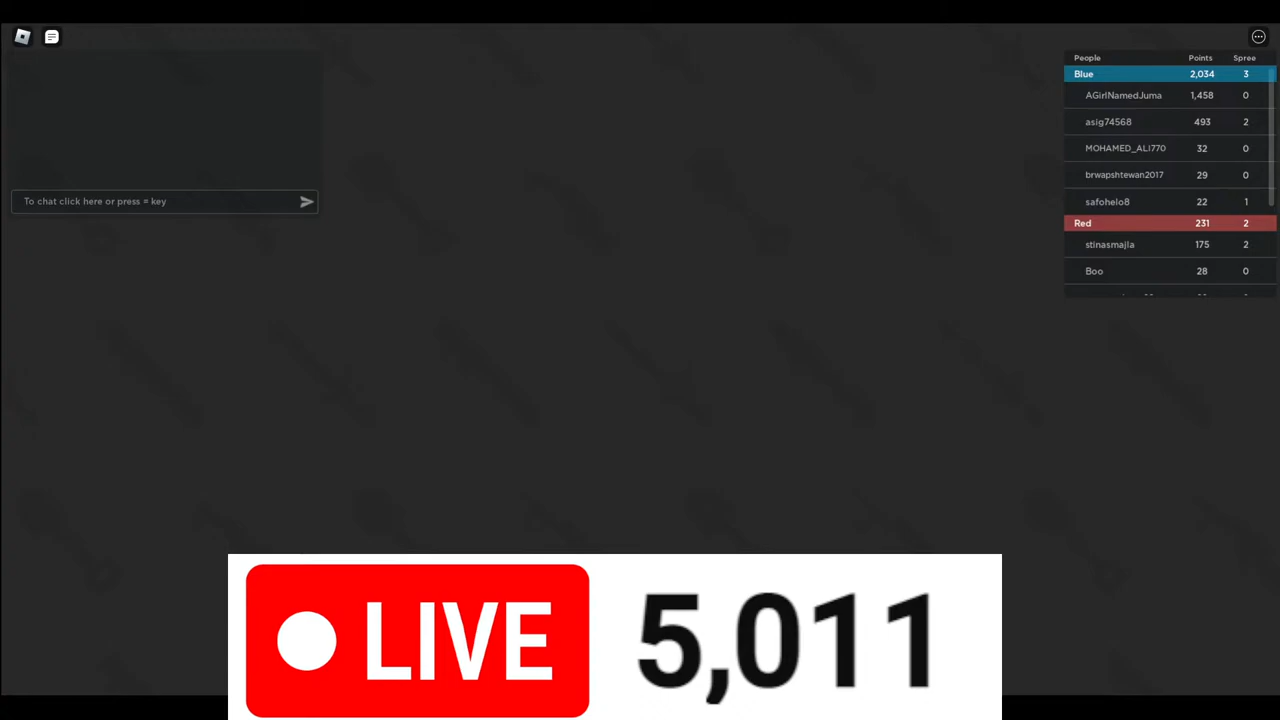 People Points Spree
Blue 2,034 3
AGirlNamedJuma 1,458 0
asig74568 493 2
MOHAMED_ALI770 32 0
brwapshtewan2017 29 0
safohelo8 22 1
Red 231 2
stinasmajla 175 2
Boo 28 0
To chat click here or press = key
LIVE 5,011